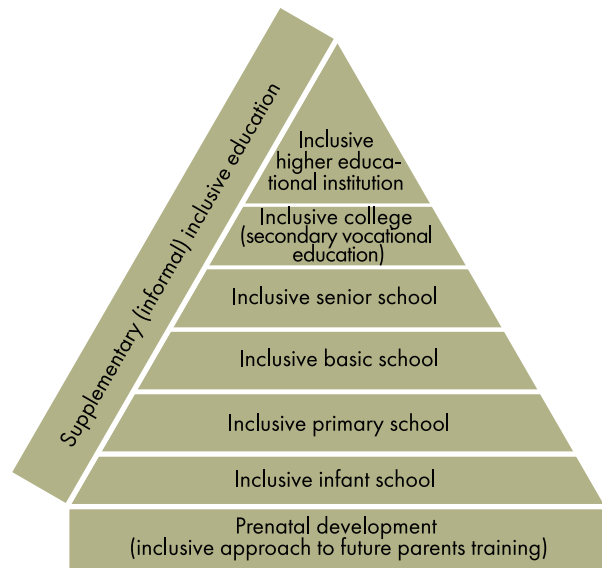 Supplementary (informal) inclusive education
Inclusive
higher educa-
tional institution
Inclusive college
(secondary vocational
education)
Inclusive senior school
Inclusive basic school
Inclusive primary school
Inclusive infant school
Prenatal development
(inclusive approach to future parents training)